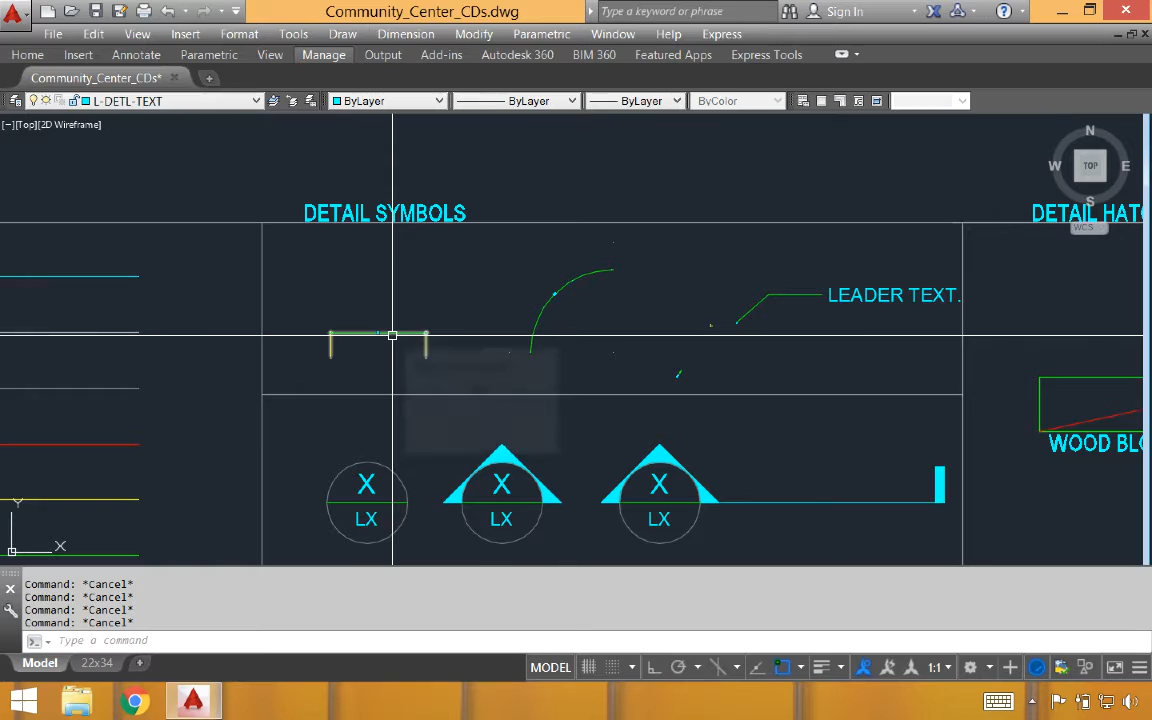 Community_Center_CDs.dwg
Type a keyword or phrase
Sign In
File Edit View Insert Format Tools Draw Dimension Modify Parametric Window Help Express
Home Insert Annotate Parametric View Manage Output Add-ins Autodesk 360 BIM 360 Featured Apps Express Tools
Community_Center_CDs*
L-DETL-TEXT ByLayer ByLayer ByLayer ByColor
[−][Top][2D Wireframe]
N
W TOP E
S
WCS
DETAIL SYMBOLS
DETAIL HATC
LEADER TEXT.
WOOD BLO
X X X
LX LX LX
Y
X
Command: *Cancel*
Command: *Cancel*
Command: *Cancel*
Command: *Cancel*
Type a command
Model 22x34
MODEL 1:1